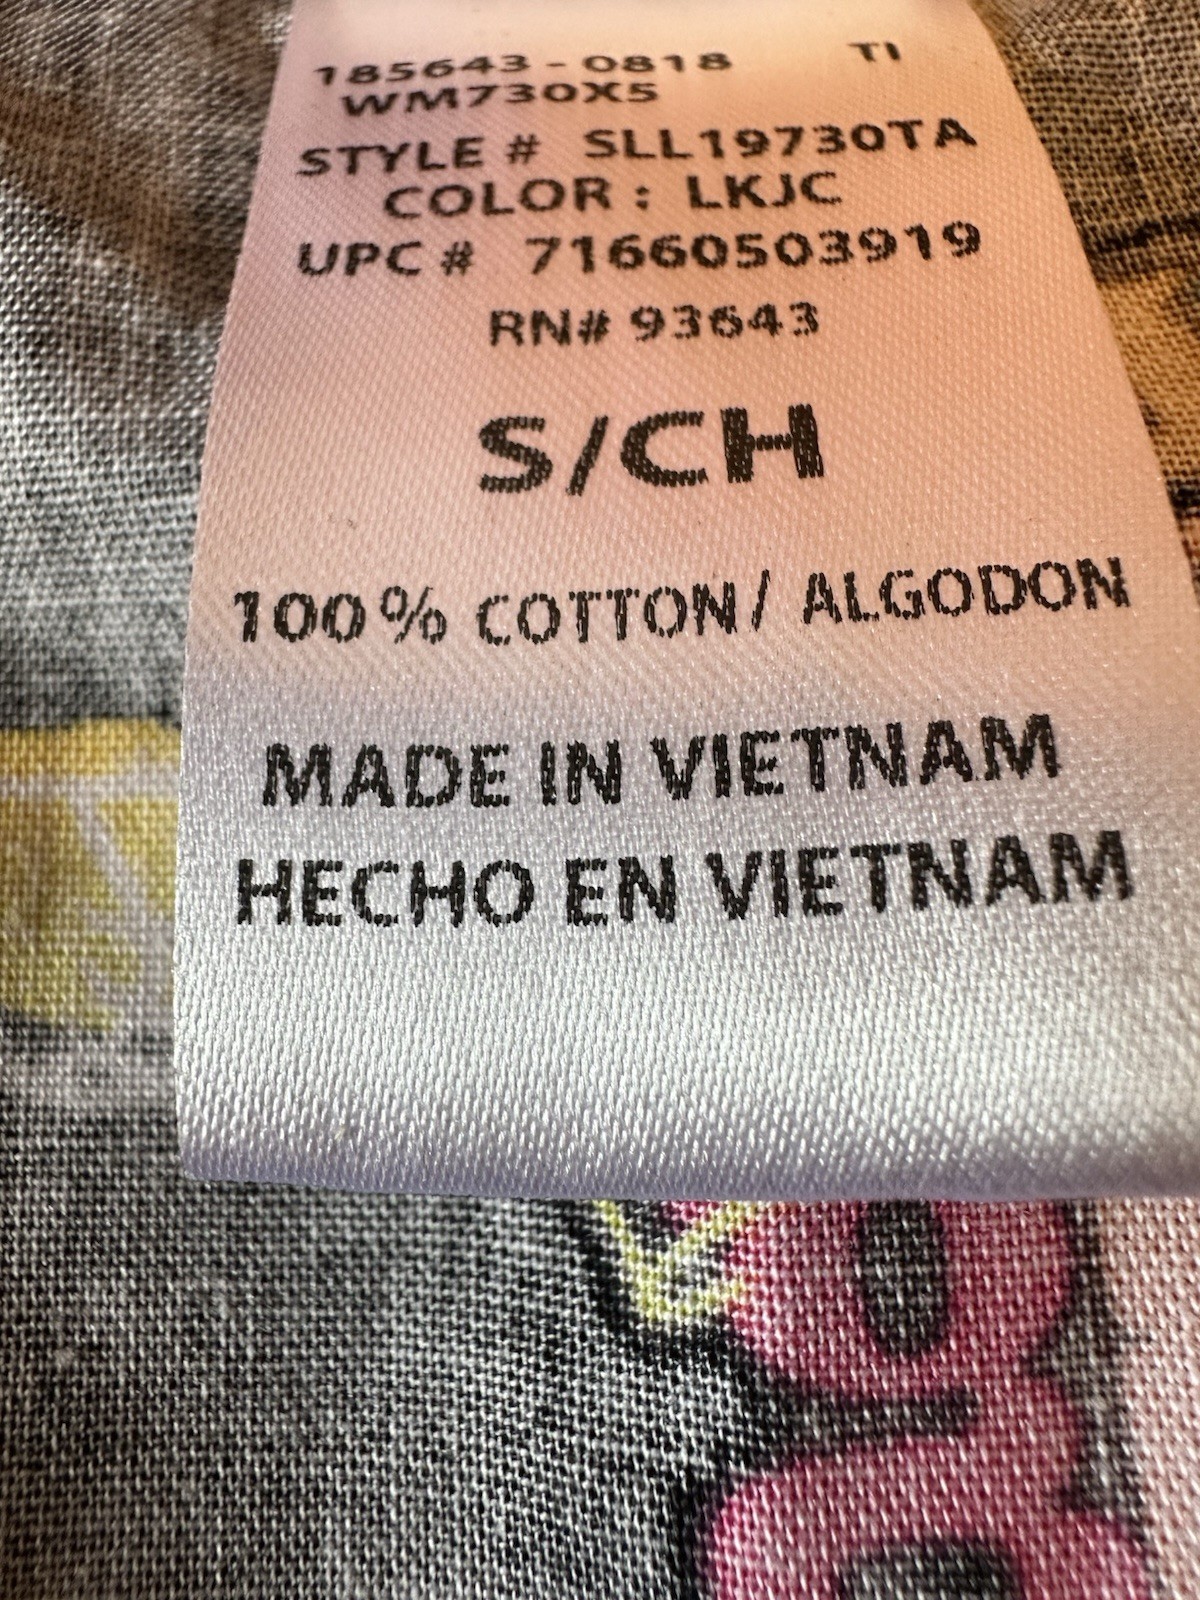 185643-0818 TI
WM730X5
STYLE # SLL19730TA
COLOR : LKJC
UPC # 71660503919
RN# 93643
S/CH
100% COTTON/ ALGODON
MADE IN VIETNAM
HECHO EN VIETNAM